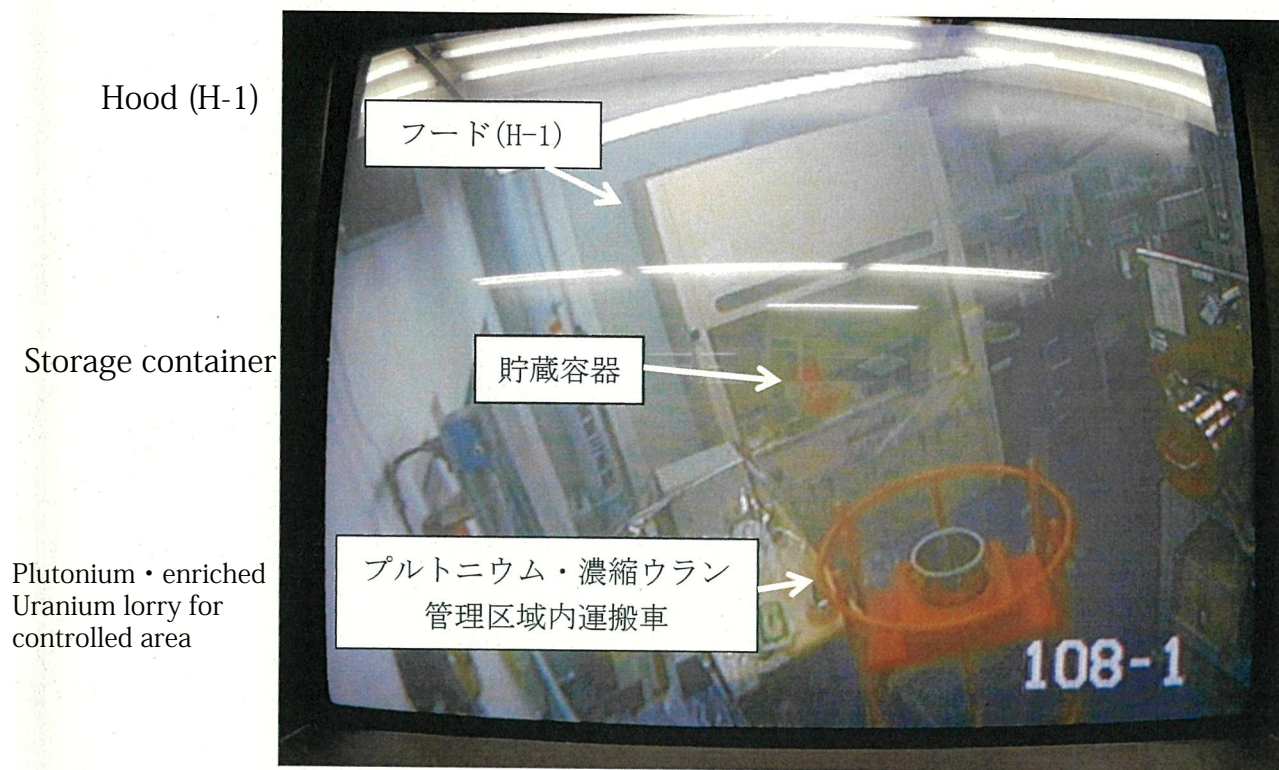 Hood (H-1)
フード(H-1)
Storage container
貯蔵容器
Plutonium・enriched
Uranium lorry for
controlled area
プルトニウム・濃縮ウラン
管理区域内運搬車
108-1